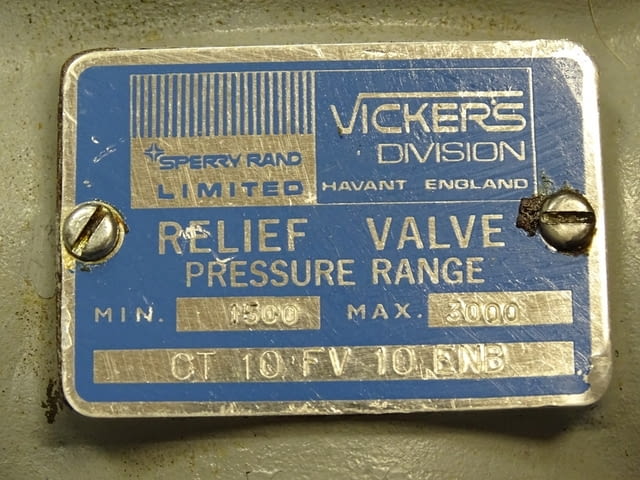 SPERRY RAND
LIMITED
VICKERS
DIVISION
HAVANT ENGLAND
RELIEF VALVE
PRESSURE RANGE
MIN. 1500 MAX. 3000
CT 10 FV 10 ENB